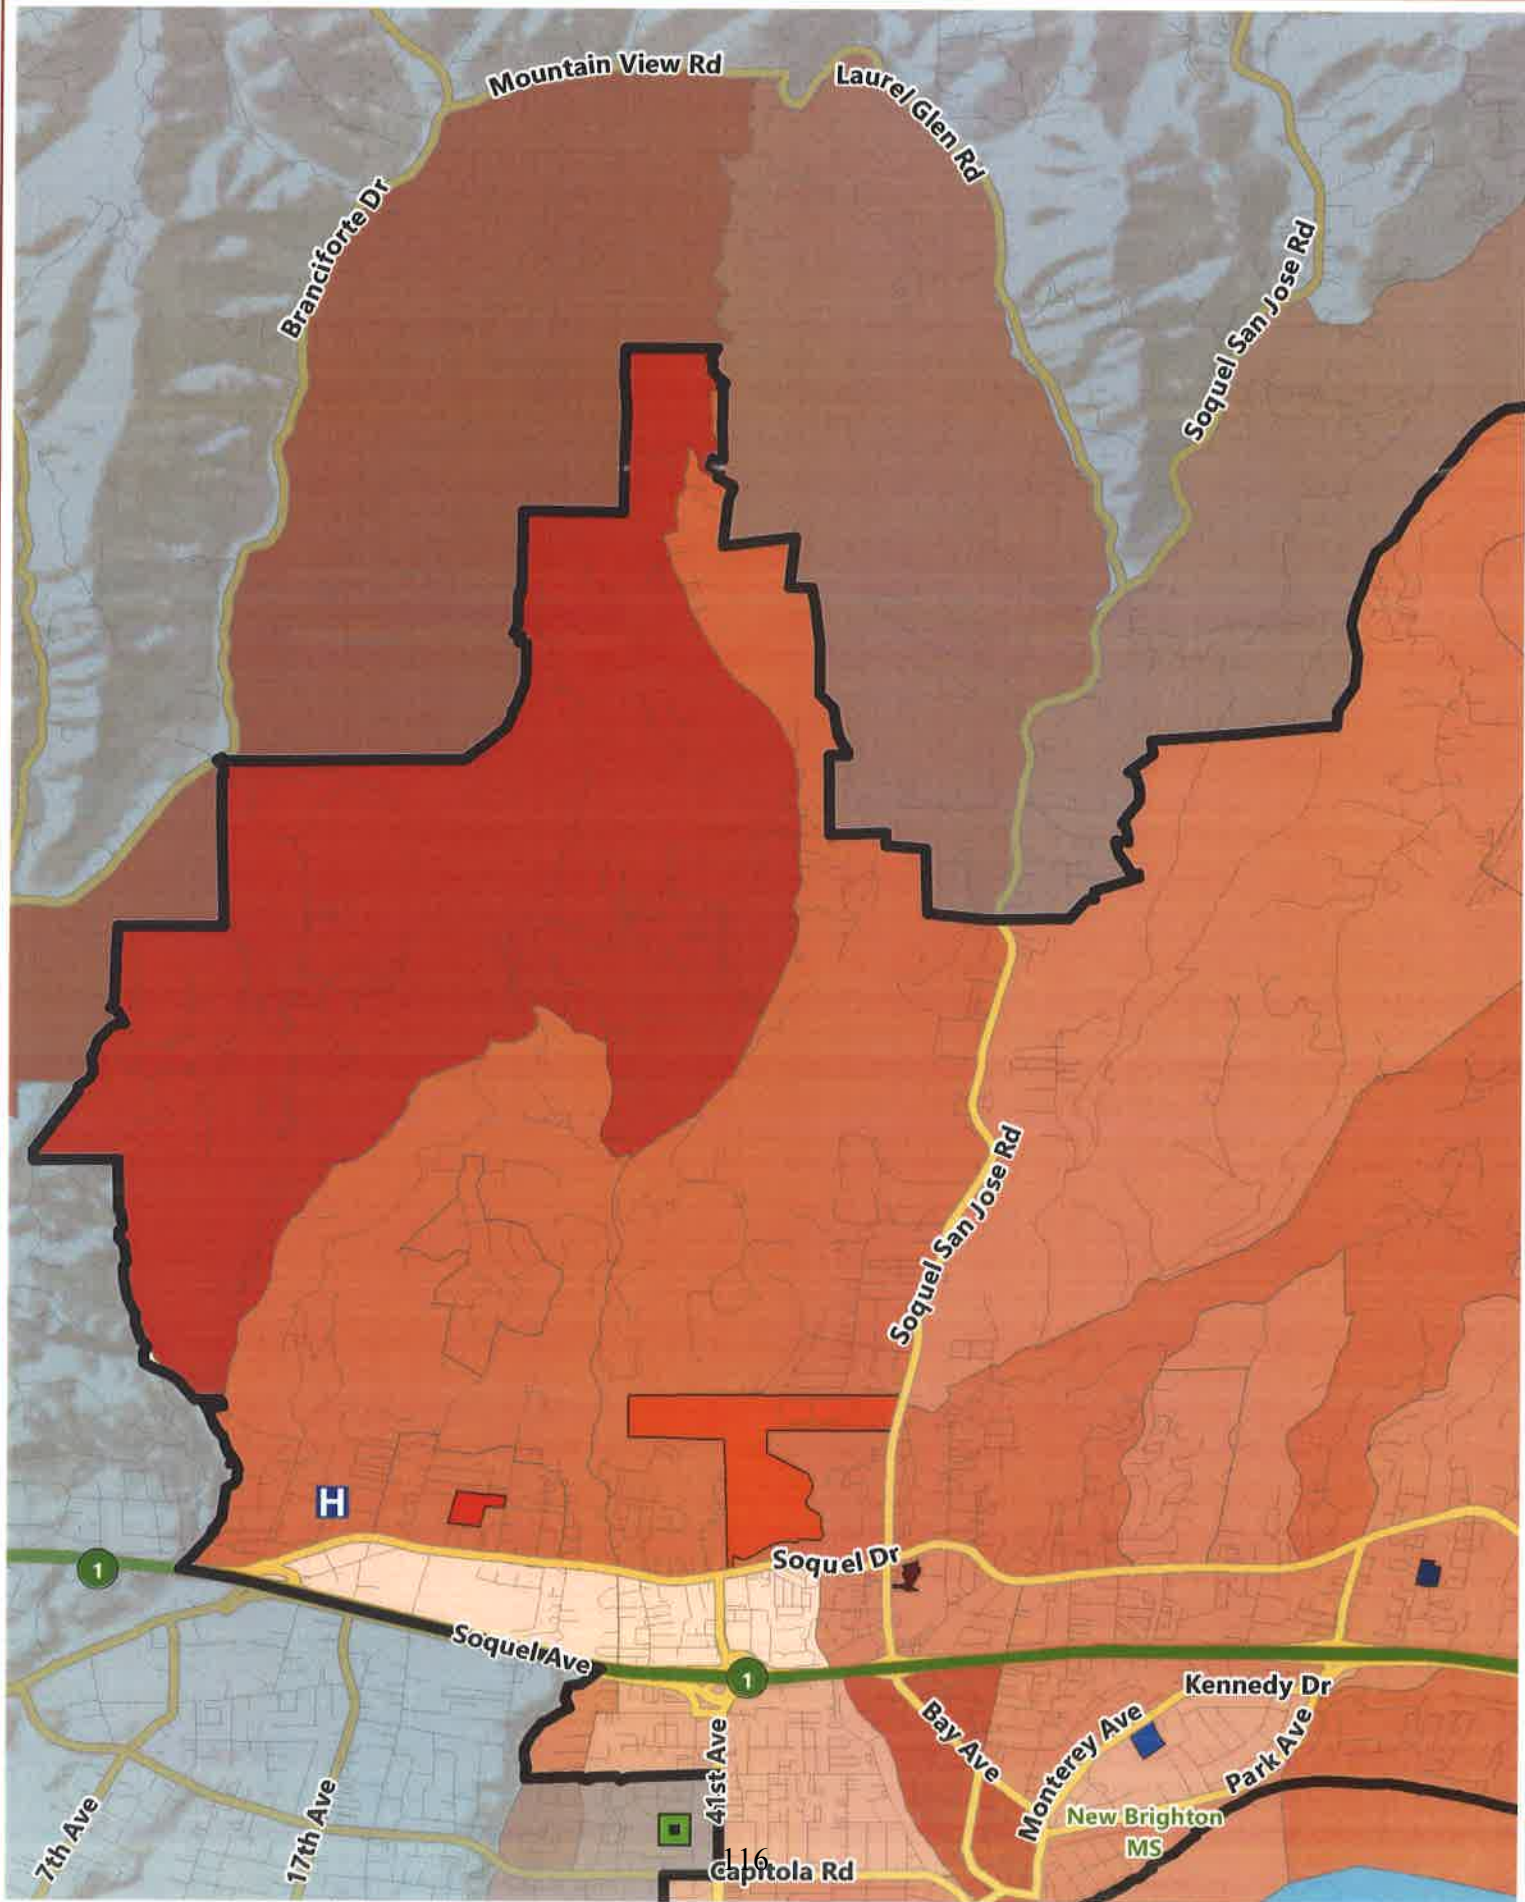 Mountain View Rd
Laurel Glen Rd
Branciforte Dr
Soquel San Jose Rd
Soquel San Jose Rd
H
1
Soquel Dr
Soquel Ave
1
Kennedy Dr
Bay Ave
Monterey Ave
Park Ave
41st Ave
7th Ave
17th Ave
New Brighton
MS
116
Capitola Rd